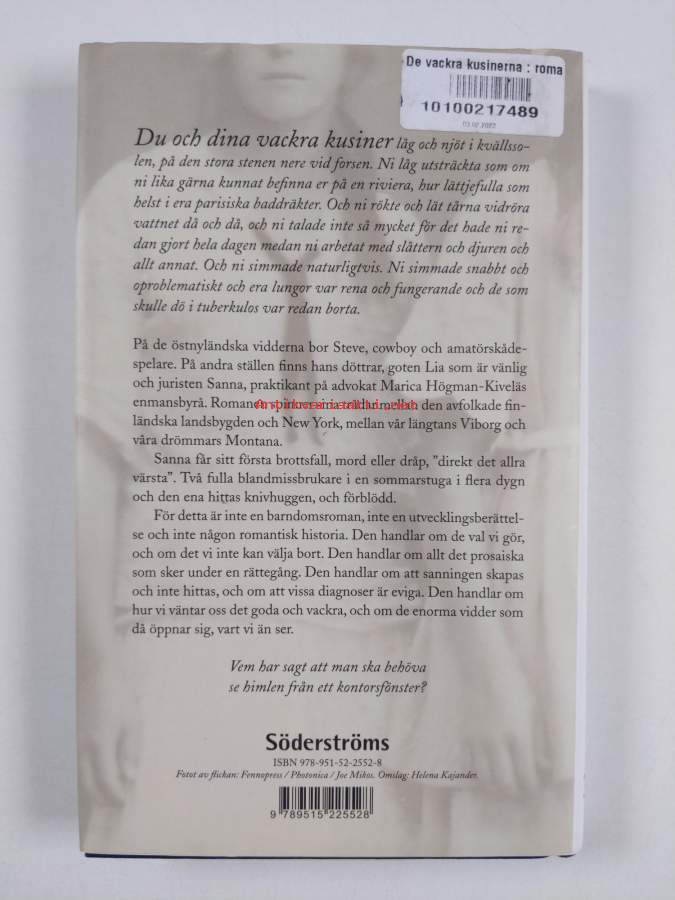 De vackra kusinerna : roma
10100217489
03.02.2022
Du och dina vackra kusiner låg och njöt i kvällsso-
len, på den stora stenen nere vid forsen. Ni låg utsträckta som om
ni lika gärna kunnat befinna er på en riviera, hur lättjefulla som
helst i era parisiska baddräkter. Och ni rökte och lät tårna vidröra
vattnet då och då, och ni talade inte så mycket för det hade ni re-
dan gjort hela dagen medan ni arbetat med slåttern och djuren och
allt annat. Och ni simmade naturligtvis. Ni simmade snabbt och
oproblematiskt och era lungor var rena och fungerande och de som
skulle dö i tuberkulos var redan borta.
På de östnyländska vidderna bor Steve, cowboy och amatörskåde-
spelare. På andra ställen finns hans döttrar, goten Lia som är vänlig
och juristen Sanna, praktikant på advokat Marica Högman-Kiveläs
enmansbyrå. Romanen spinner sina trådar mellan den avfolkade fin-
ländska landsbygden och New York, mellan vår längtans Viborg och
våra drömmars Montana.
Sanna får sitt första brottsfall, mord eller dråp, ”direkt det allra
värsta”. Två fulla blandmissbrukare i en sommarstuga i flera dygn
och den ena hittas knivhuggen, och förblödd.
För detta är inte en barndomsroman, inte en utvecklingsberättel-
se och inte någon romantisk historia. Den handlar om de val vi gör,
och om det vi inte kan välja bort. Den handlar om allt det prosaiska
som sker under en rättegång. Den handlar om att sanningen skapas
och inte hittas, och om att vissa diagnoser är eviga. Den handlar om
hur vi väntar oss det goda och vackra, och om de enorma vidder som
då öppnar sig, vart vi än ser.
Vem har sagt att man ska behöva
se himlen från ett kontorsfönster?
Söderströms
ISBN 978-951-52-2552-8
Fotot av flickan: Fennopress / Photonica / Joe Mikos. Omslag: Helena Kajander.
9 789515 225528